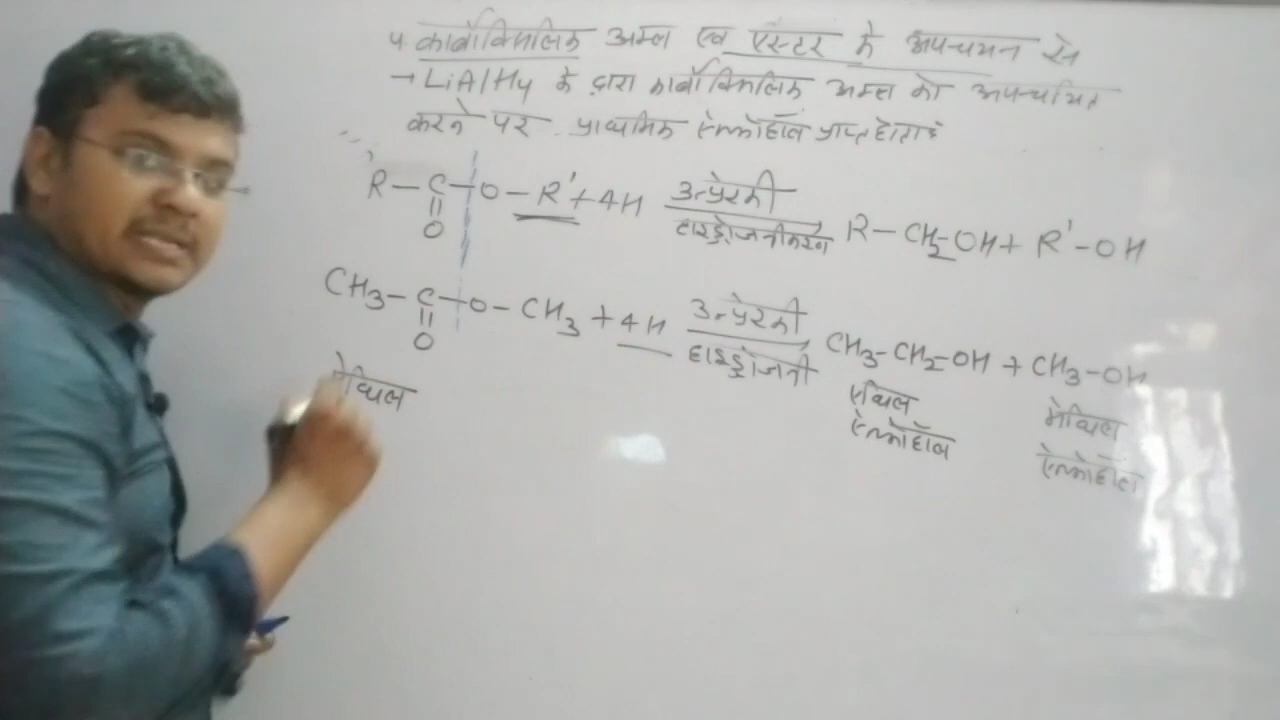 4. कार्बोक्सिलिक अम्ल एवं एस्टर के अपचयन से
→ LiAlH4 के द्वारा कार्बोक्सिलिक अम्ल को अपचयित
करने पर प्राथमिक ऐल्कोहॉल प्राप्त होता है
R—C—O—R'+4H उत्प्रेरकी हाइड्रोजनीकरण R—CH2—OH + R'-OH
||
O
CH3—C—O—CH3 + 4H उत्प्रेरकी हाइड्रोजनी CH3-CH2-OH + CH3-OH
||
O
मेथिल एथिल ऐल्कोहॉल मेथिल ऐल्कोहॉल